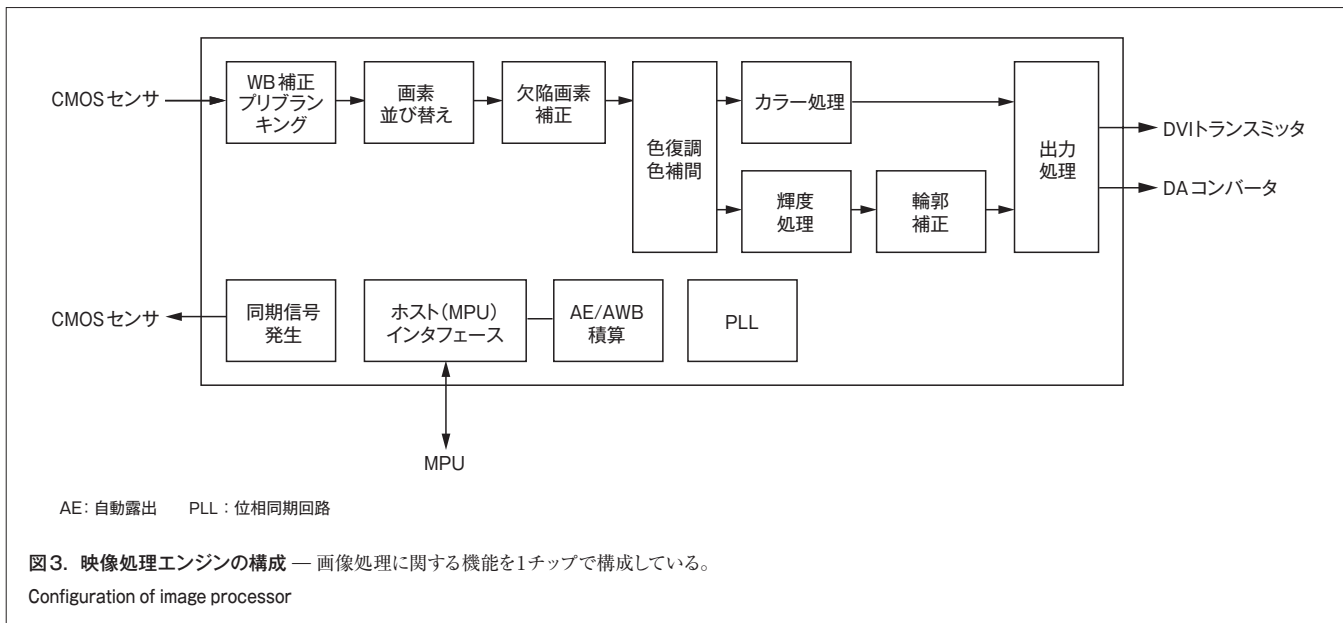 CMOSセンサ
WB補正
プリブラン
キング
画素
並び替え
欠陥画素
補正
色復調
色補間
カラー処理
輝度
処理
輪郭
補正
出力
処理
DVIトランスミッタ
DAコンバータ
CMOSセンサ
同期信号
発生
ホスト(MPU)
インタフェース
AE/AWB
積算
PLL
MPU
AE:自動露出 PLL:位相同期回路
図3. 映像処理エンジンの構成 — 画像処理に関する機能を1チップで構成している。
Configuration of image processor